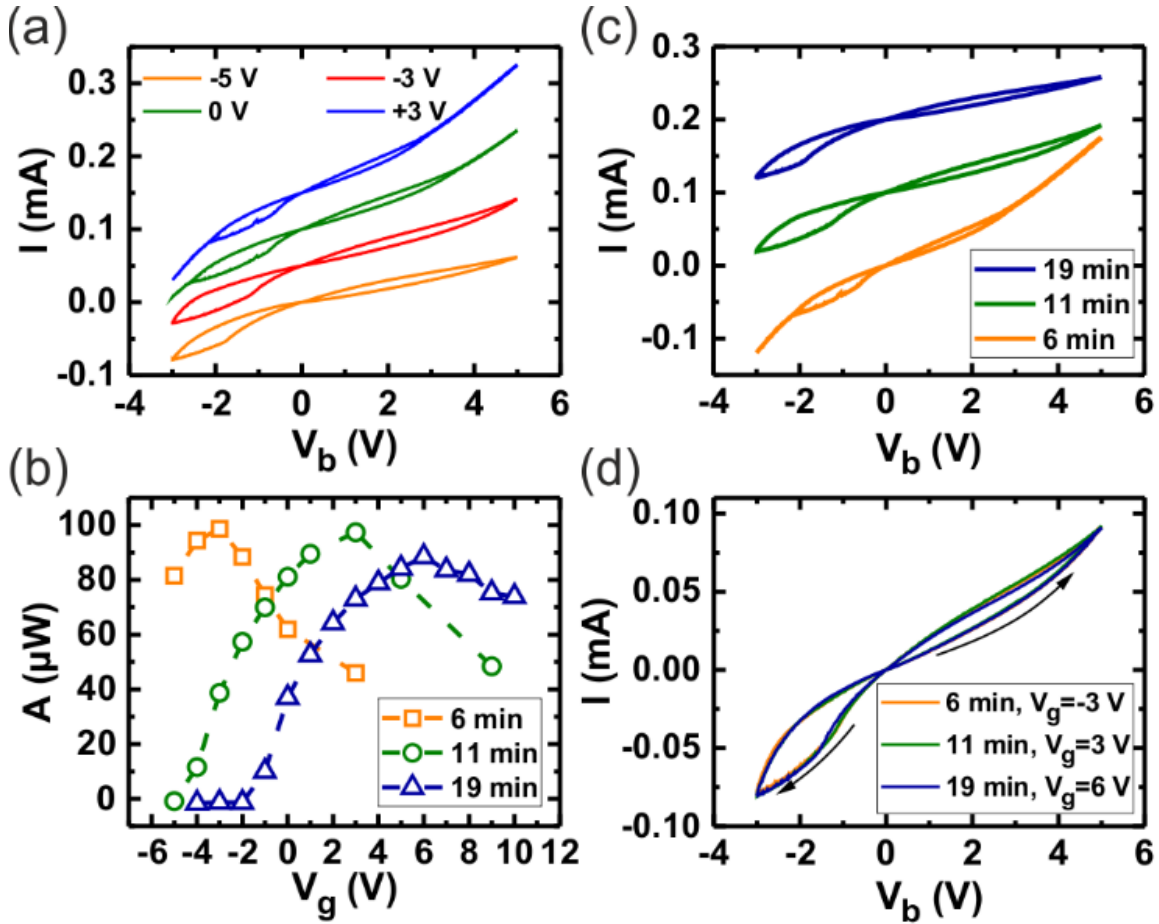 (a)
-5 V
-3 V
0 V
+3 V
0.3
0.2
0.1
0.0
-0.1
I (mA)
-4 -2 0 2 4 6
V_b (V)
(c)
0.3
0.2
0.1
0.0
-0.1
I (mA)
19 min
11 min
6 min
-4 -2 0 2 4 6
V_b (V)
(b)
100
80
60
40
20
0
A (μW)
6 min
11 min
19 min
-6 -4 -2 0 2 4 6 8 10 12
V_g (V)
(d)
0.10
0.05
0.00
-0.05
-0.10
I (mA)
6 min, V_g=-3 V
11 min, V_g=3 V
19 min, V_g=6 V
-4 -2 0 2 4 6
V_b (V)